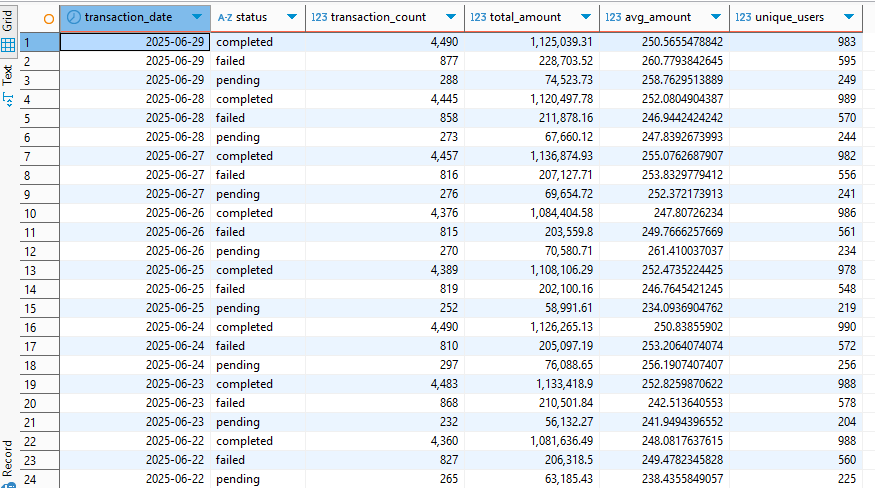 Grid
Text
Record
transaction_date A-Z status 123 transaction_count 123 total_amount 123 avg_amount 123 unique_users
1 2025-06-29 completed 4,490 1,125,039.31 250.5655478842 983
2 2025-06-29 failed 877 228,703.52 260.7793842645 595
3 2025-06-29 pending 288 74,523.73 258.7629513889 249
4 2025-06-28 completed 4,445 1,120,497.78 252.0804904387 989
5 2025-06-28 failed 858 211,878.16 246.9442424242 570
6 2025-06-28 pending 273 67,660.12 247.8392673993 244
7 2025-06-27 completed 4,457 1,136,874.93 255.0762687907 982
8 2025-06-27 failed 816 207,127.71 253.8329779412 556
9 2025-06-27 pending 276 69,654.72 252.372173913 241
10 2025-06-26 completed 4,376 1,084,404.58 247.80726234 986
11 2025-06-26 failed 815 203,559.8 249.7666257669 561
12 2025-06-26 pending 270 70,580.71 261.410037037 234
13 2025-06-25 completed 4,389 1,108,106.29 252.4735224425 978
14 2025-06-25 failed 819 202,100.16 246.7645421245 548
15 2025-06-25 pending 252 58,991.61 234.0936904762 219
16 2025-06-24 completed 4,490 1,126,265.13 250.83855902 990
17 2025-06-24 failed 810 205,097.19 253.2064074074 572
18 2025-06-24 pending 297 76,088.65 256.1907407407 256
19 2025-06-23 completed 4,483 1,133,418.9 252.8259870622 988
20 2025-06-23 failed 868 210,501.84 242.513640553 578
21 2025-06-23 pending 232 56,132.27 241.9494396552 204
22 2025-06-22 completed 4,360 1,081,636.49 248.0817637615 988
23 2025-06-22 failed 827 206,318.5 249.4782345828 560
24 2025-06-22 pending 265 63,185.43 238.4355849057 225